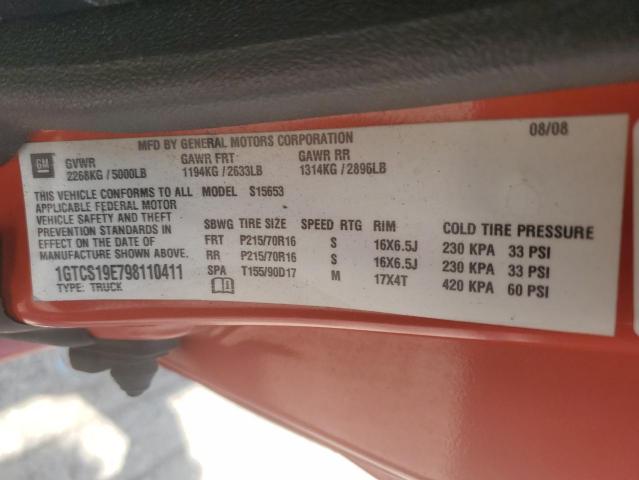 MFD BY GENERAL MOTORS CORPORATION 08/08
GM GVWR GAWR FRT GAWR RR
2268KG / 5000LB 1194KG / 2633LB 1314KG / 2896LB
THIS VEHICLE CONFORMS TO ALL MODEL S15653
APPLICABLE FEDERAL MOTOR
VEHICLE SAFETY AND THEFT
PREVENTION STANDARDS IN
EFFECT ON THE DATE OF
MANUFACTURE SHOWN ABOVE.
1GTCS19E798110411
TYPE: TRUCK
SBWG TIRE SIZE SPEED RTG RIM COLD TIRE PRESSURE
FRT P215/70R16 S 16X6.5J 230 KPA 33 PSI
RR P215/70R16 S 16X6.5J 230 KPA 33 PSI
SPA T155/90D17 M 17X4T 420 KPA 60 PSI